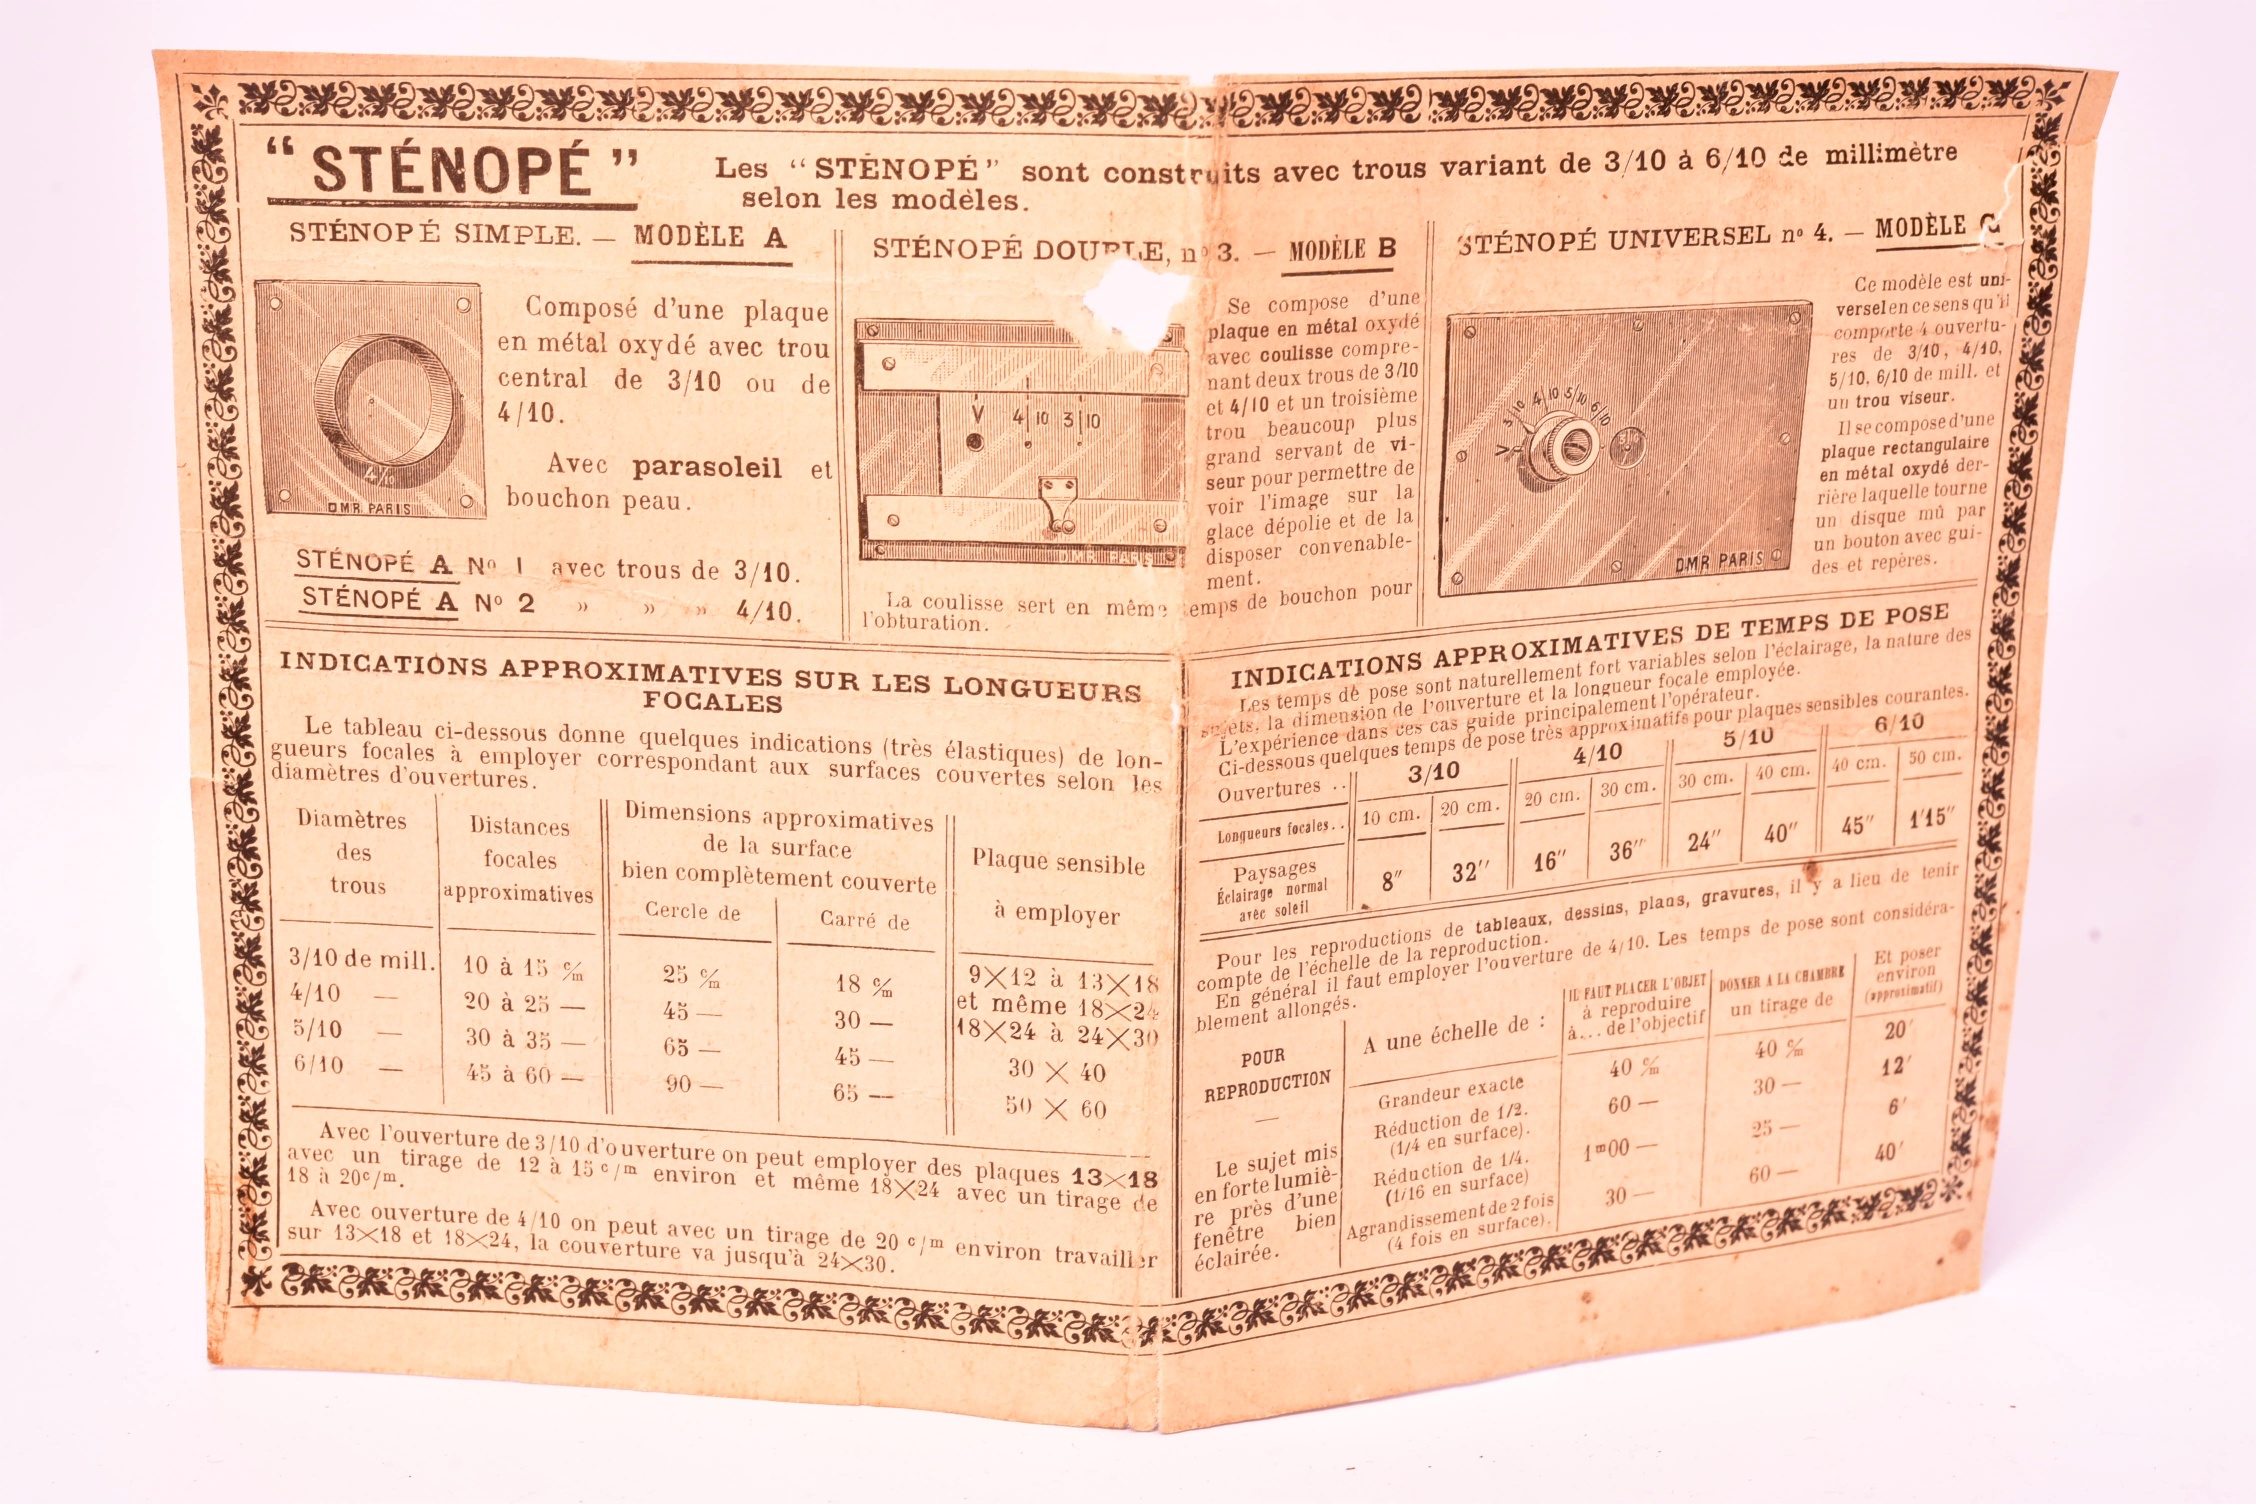 “ STÉNOPÉ ”
Les “STÉNOPÉ” sont construits avec trous variant de 3/10 à 6/10 de millimètre
selon les modèles.
STÉNOPÉ SIMPLE. — MODÈLE A
Composé d'une plaque
en métal oxydé avec trou
central de 3/10 ou de
4/10.
Avec parasoleil et
bouchon peau.
4/10
DMR PARIS
STÉNOPÉ A No 1 avec trous de 3/10.
STÉNOPÉ A No 2 » » » 4/10.
STÉNOPÉ DOUBLE, no 3. — MODÈLE B
V 4|10 3|10
DMR PARIS
Se compose d'une
plaque en métal oxydé
avec coulisse compre-
nant deux trous de 3/10
et 4/10 et un troisième
trou beaucoup plus
grand servant de vi-
seur pour permettre de
voir l'image sur la
glace dépolie et de la
disposer convenable-
ment.
La coulisse sert en même temps de bouchon pour
l'obturation.
STÉNOPÉ UNIVERSEL no 4. — MODÈLE C
V 3/10 4/10 5/10 6/10
DMR PARIS
Ce modèle est uni-
versel en ce sens qu'il
comporte 4 ouvertu-
res de 3/10, 4/10,
5/10, 6/10 de mill. et
un trou viseur.
Il se compose d'une
plaque rectangulaire
en métal oxydé der-
rière laquelle tourne
un disque mû par
un bouton avec gui-
des et repères.
INDICATIONS APPROXIMATIVES SUR LES LONGUEURS
FOCALES
Le tableau ci-dessous donne quelques indications (très élastiques) de lon-
gueurs focales à employer correspondant aux surfaces couvertes selon les
diamètres d'ouvertures.
Diamètres des trous | Distances focales approximatives | Dimensions approximatives de la surface bien complètement couverte | Plaque sensible à employer
Cercle de | Carré de
3/10 de mill. 10 à 15 c/m 25 c/m 18 c/m 9×12 à 13×18
et même 18×24
4/10 — 20 à 25 — 45 — 30 — 18×24 à 24×30
5/10 — 30 à 35 — 65 — 45 — 30 × 40
6/10 — 45 à 60 — 90 — 65 — 50 × 60
Avec l'ouverture de 3/10 d'ouverture on peut employer des plaques 13×18
avec un tirage de 12 à 15 c/m environ et même 18×24 avec un tirage de
18 à 20c/m.
Avec ouverture de 4/10 on peut avec un tirage de 20 c/m environ travailler
sur 13×18 et 18×24, la couverture va jusqu'à 24×30.
INDICATIONS APPROXIMATIVES DE TEMPS DE POSE
Les temps de pose sont naturellement fort variables selon l'éclairage, la nature des
sujets, la dimension de l'ouverture et la longueur focale employée.
L'expérience dans ces cas guide principalement l'opérateur.
Ci-dessous quelques temps de pose très approximatifs pour plaques sensibles courantes.
Ouvertures .. 3/10 4/10 5/10 6/10
Longueurs focales.. 10 cm. 20 cm. 20 cm. 30 cm. 30 cm. 40 cm. 40 cm. 50 cm.
Paysages
Éclairage normal
avec soleil
8″ 32″ 16″ 36″ 24″ 40″ 45″ 1′15″
Pour les reproductions de tableaux, dessins, plans, gravures, il y a lieu de tenir
compte de l'échelle de la reproduction.
En général il faut employer l'ouverture de 4/10. Les temps de pose sont considéra-
blement allongés.
POUR
REPRODUCTION
—
Le sujet mis
en forte lumiè-
re près d'une
fenêtre bien
éclairée.
A une échelle de : | IL FAUT PLACER L'OBJET à reproduire à... de l'objectif | DONNER A LA CHAMBRE un tirage de | Et poser environ (approximatif)
Grandeur exacte 40 c/m 40 c/m 20′
Réduction de 1/2. 60 — 30 — 12′
(1/4 en surface).
Réduction de 1/4. 1m00 — 25 — 6′
(1/16 en surface)
Agrandissement de 2 fois 30 — 60 — 40′
(4 fois en surface).